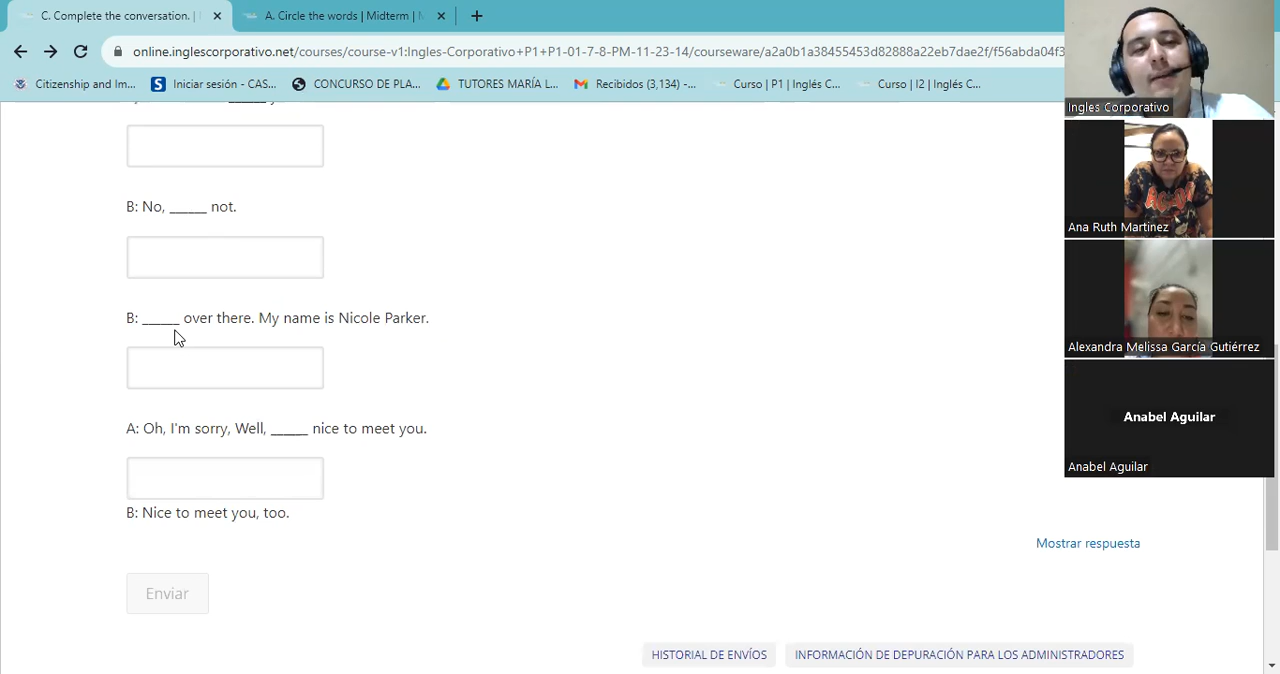 C. Complete the conversation. |
A. Circle the words | Midterm |
online.inglescorporativo.net/courses/course-v1:Ingles-Corporativo+P1+P1-01-7-8-PM-11-23-14/courseware/a2a0b1a38455453d82888a22eb7dae2f/f56abda04f3
Citizenship and Im...
Iniciar sesión - CAS...
CONCURSO DE PLA...
TUTORES MARÍA L...
Recibidos (3,134) -...
Curso | P1 | Inglés C...
Curso | I2 | Inglés C...
B: No, ______ not.
B: ______ over there. My name is Nicole Parker.
A: Oh, I'm sorry, Well, ______ nice to meet you.
B: Nice to meet you, too.
Mostrar respuesta
Enviar
HISTORIAL DE ENVÍOS
INFORMACIÓN DE DEPURACIÓN PARA LOS ADMINISTRADORES
Ingles Corporativo
Ana Ruth Martinez
Alexandra Melissa García Gutiérrez
Anabel Aguilar
Anabel Aguilar